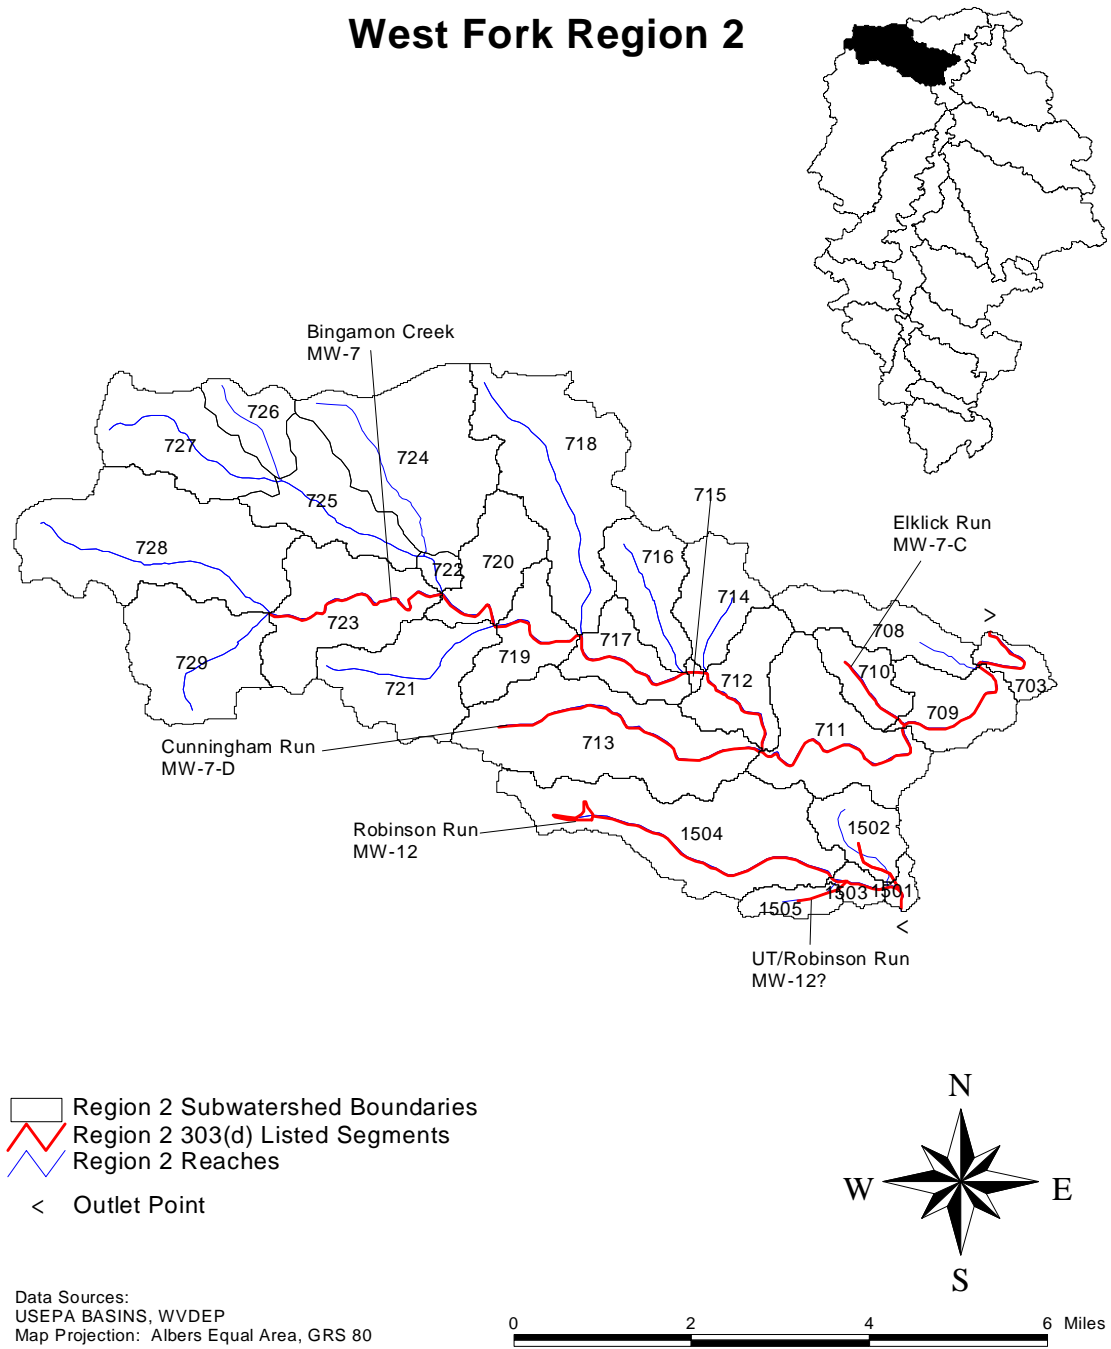 West Fork Region 2
Bingamon Creek
MW-7
726
727
724
718
725
715
Elklick Run
MW-7-C
728
722
720
716
714
>
708
723
717
729
719
721
712
710
703
709
Cunningham Run
MW-7-D
713
711
Robinson Run
MW-12
1504
1502
1503
1501
1505
<
UT/Robinson Run
MW-12?
Region 2 Subwatershed Boundaries
Region 2 303(d) Listed Segments
Region 2 Reaches
< Outlet Point
N
W
E
S
Data Sources:
USEPA BASINS, WVDEP
Map Projection: Albers Equal Area, GRS 80
0 2 4 6 Miles